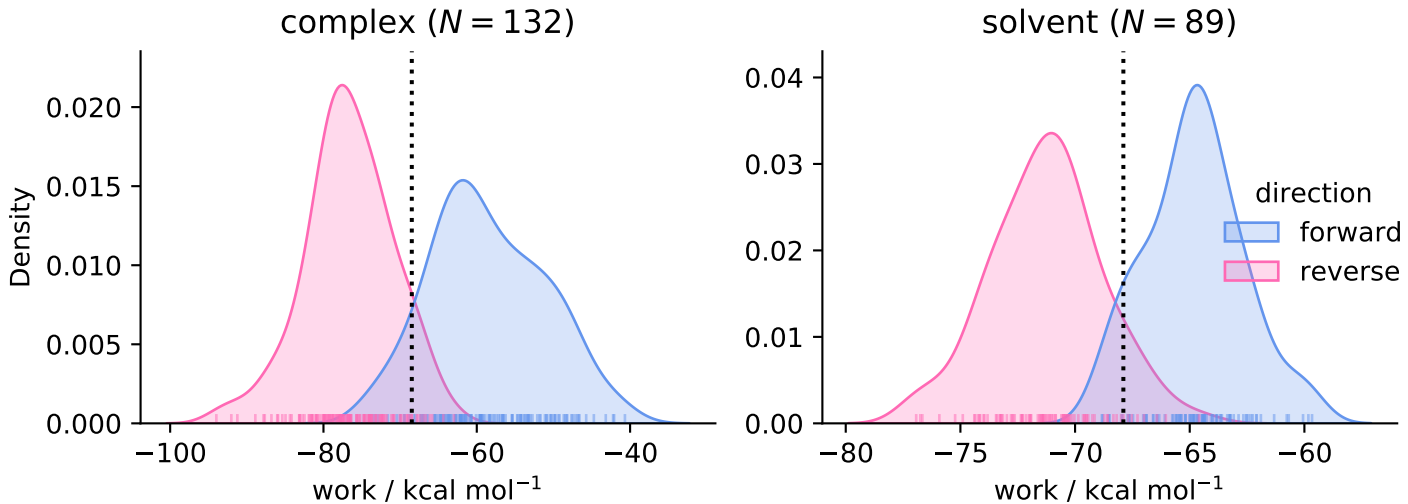 complex (N = 132)
0.020
0.015
0.010
0.005
0.000
Density
−100
−80
−60
−40
work / kcal mol⁻¹
solvent (N = 89)
0.04
0.03
0.02
0.01
0.00
−80
−75
−70
−65
−60
work / kcal mol⁻¹
direction
forward
reverse